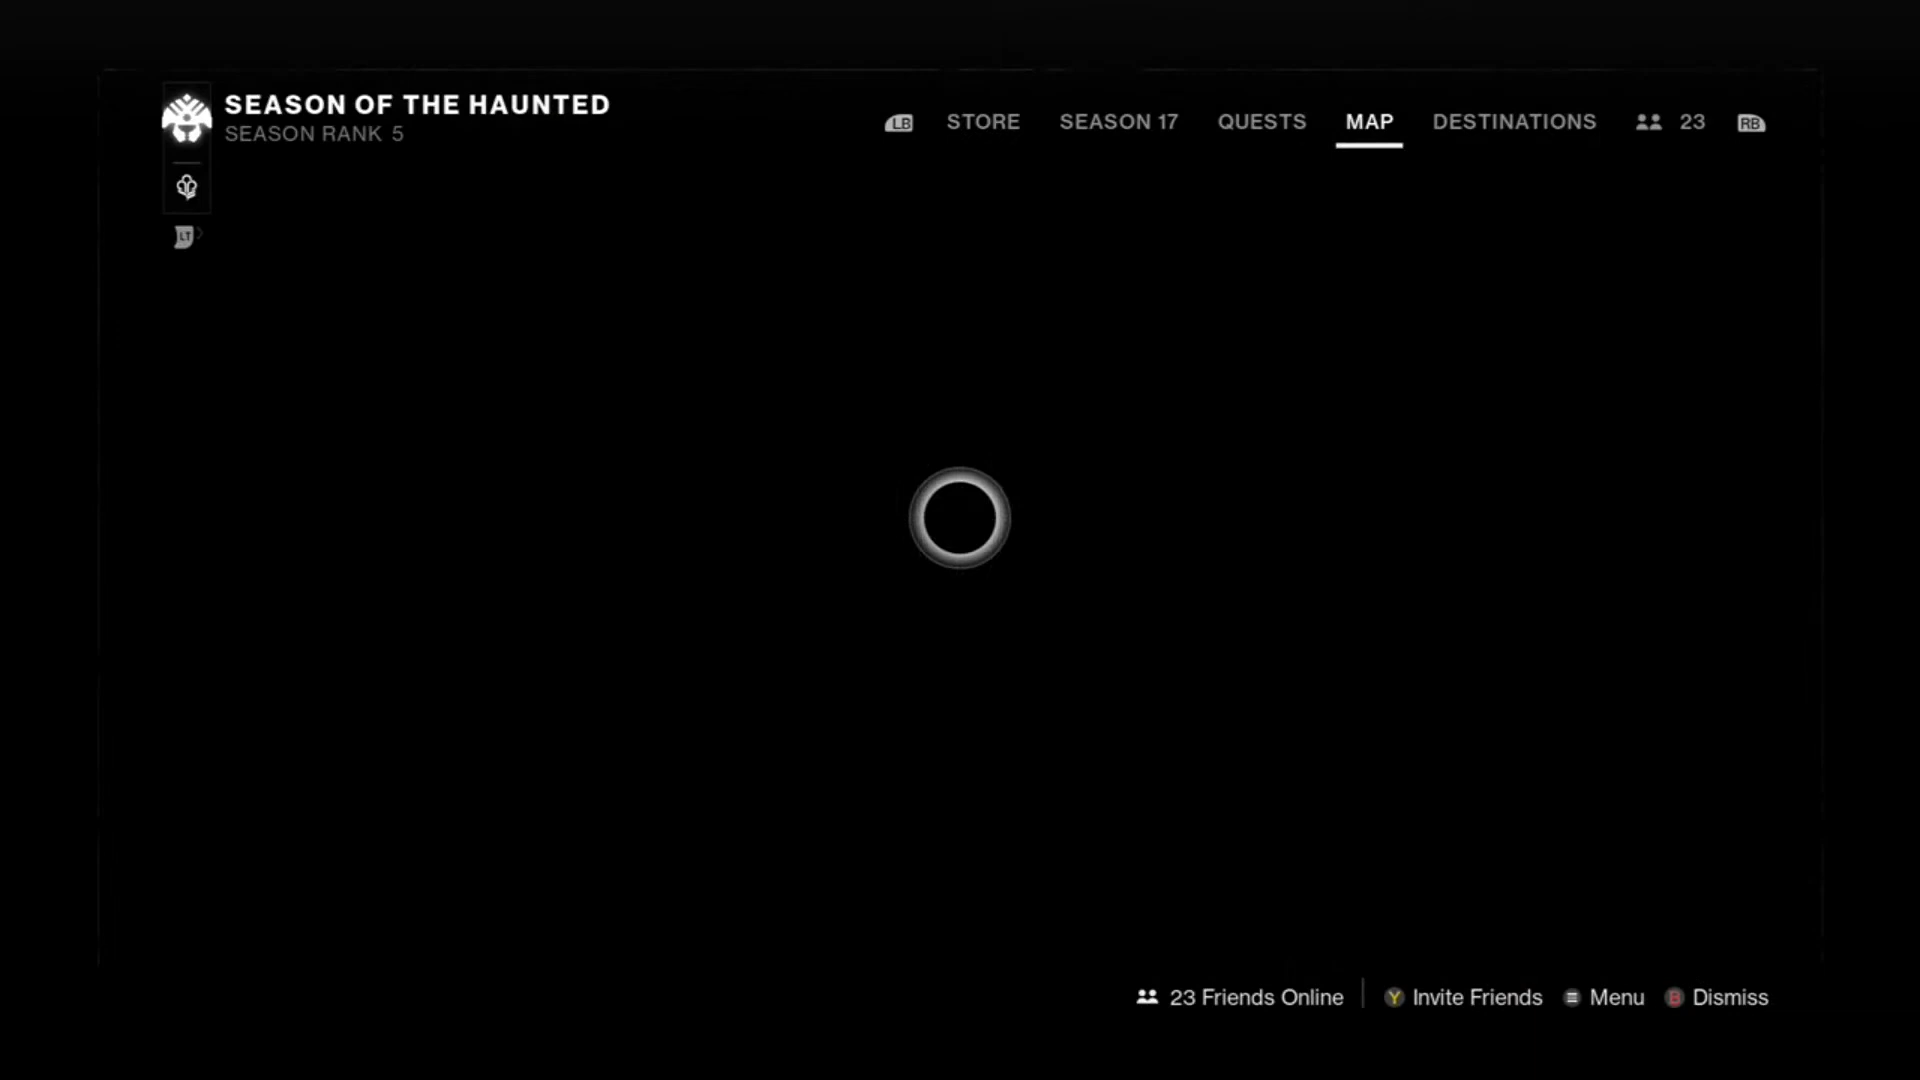 SEASON OF THE HAUNTED
SEASON RANK 5
LT
LB STORE SEASON 17 QUESTS MAP DESTINATIONS 23 RB
23 Friends Online Y Invite Friends Menu B Dismiss